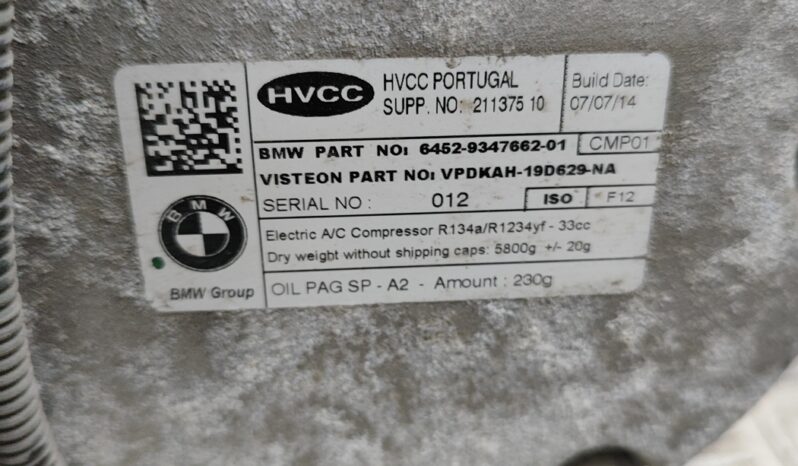 HVCC
HVCC PORTUGAL
SUPP. NO: 211375 10
Build Date:
07/07/14
BMW PART NO: 6452-9347662-01
CMP01
VISTEON PART NO: VPDKAH-19D629-NA
SERIAL NO : 012
ISO
F12
BMW
BMW Group
Electric A/C Compressor R134a/R1234yf - 33cc
Dry weight without shipping caps: 5800g +/- 20g
OIL PAG SP - A2 - Amount : 230g